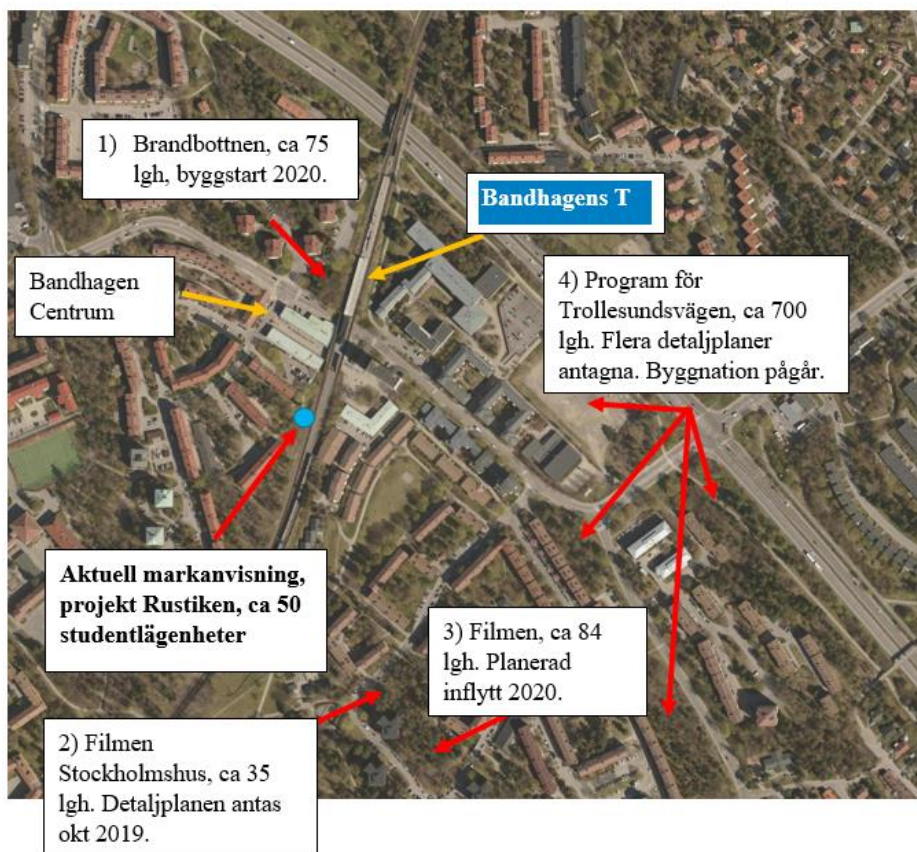 1) Brandbottnen, ca 75
lgh, byggstart 2020.
Bandhagens T
Bandhagen
Centrum
4) Program för
Trollesundsvägen, ca 700
lgh. Flera detaljplaner
antagna. Byggnation pågår.
Aktuell markanvisning,
projekt Rustiken, ca 50
studentlägenheter
3) Filmen, ca 84
lgh. Planerad
inflytt 2020.
2) Filmen
Stockholmshus, ca 35
lgh. Detaljplanen antas
okt 2019.